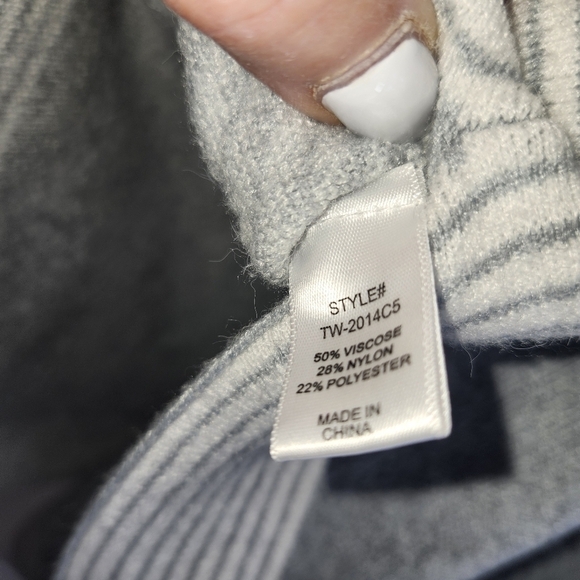 STYLE#
TW-2014C5
50% VISCOSE
28% NYLON
22% POLYESTER
MADE IN
CHINA